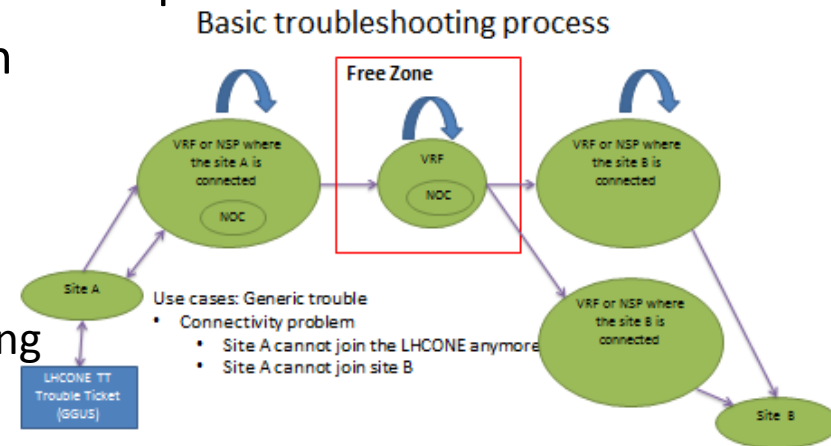 Basic troubleshooting process
n
Free Zone
VRF or NSP where
the site A is
connected
NOC
VRF
NOC
VRF or NSP where
the site B is
connected
Site A
Use cases: Generic trouble
• Connectivity problem
• Site A cannot join the LHCONE anymore
• Site A cannot join site B
VRF or NSP where
the site B is
connected
ng
LHCONE TT
Trouble Ticket
(GGUS)
Site B